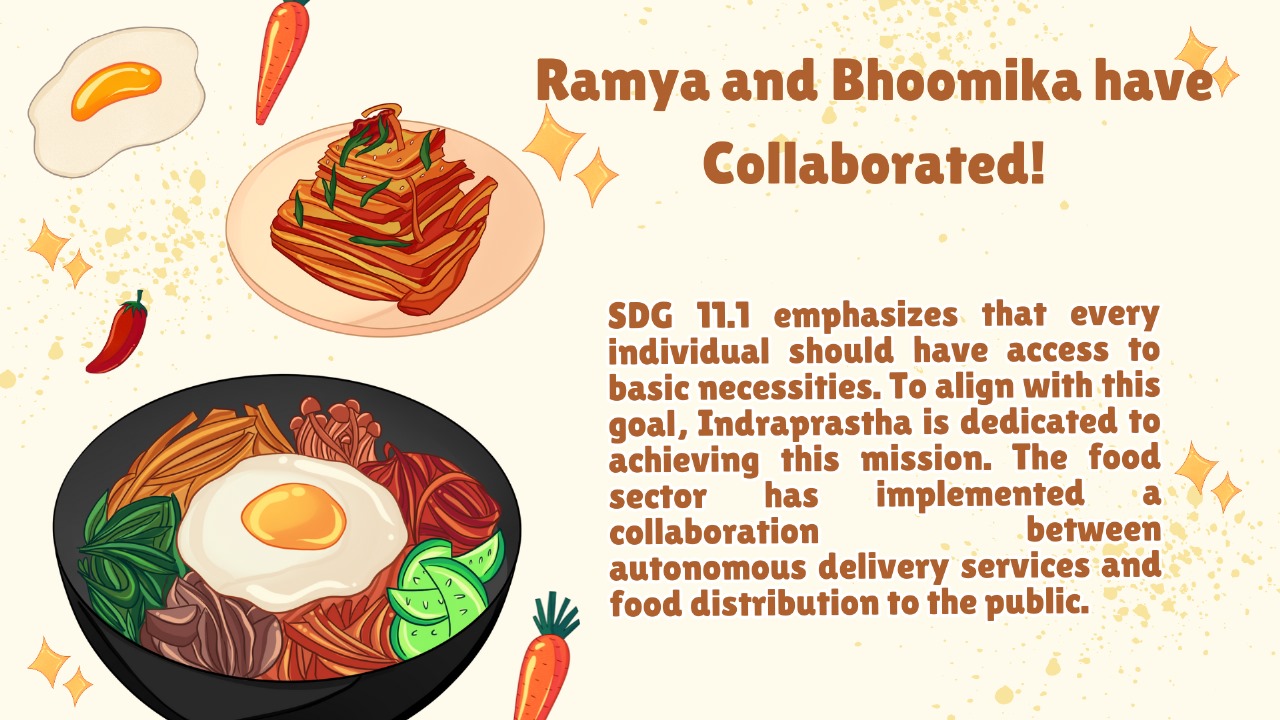 Ramya and Bhoomika have
Collaborated!
SDG 11.1 emphasizes that every
individual should have access to
basic necessities. To align with this
goal, Indraprastha is dedicated to
achieving this mission. The food
sector has implemented a
collaboration between
autonomous delivery services and
food distribution to the public.